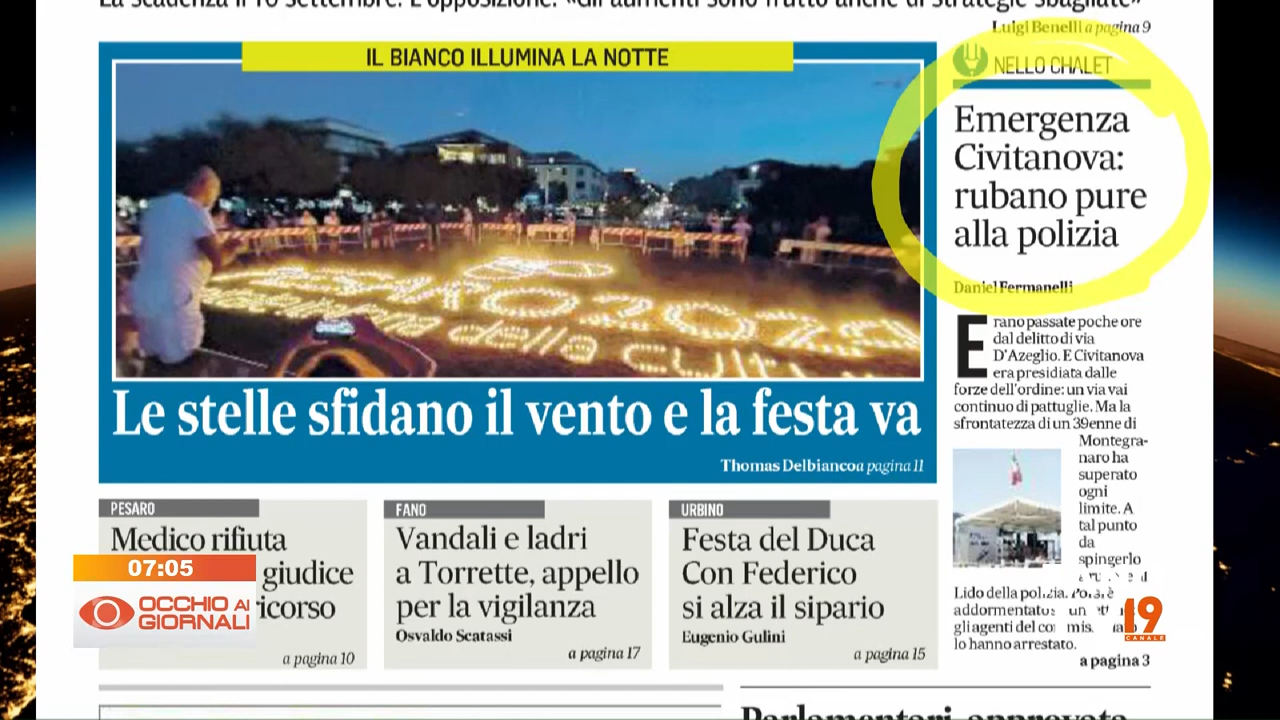 La scadenza il 16 settembre. L'opposizione: «Gli aumenti sono frutto anche di strategie sbagliate»
Luigi Benelli a pagina 9
IL BIANCO ILLUMINA LA NOTTE
NELLO CHALET
Emergenza
Civitanova:
rubano pure
alla polizia
Daniel Fermanelli
Erano passate poche ore
dal delitto di via
D'Azeglio. E Civitanova
era presidiata dalle
forze dell'ordine: un via vai
continuo di pattuglie. Ma la
sfrontatezza di un 39enne di
Montegra-
naro ha
superato
ogni
limite. A
tal punto
da
spingerlo
Lido della polizia. Poi si è
addormentato
gli agenti del
lo hanno arrestato.
a pagina 3
della
Le stelle sfidano il vento e la festa va
Thomas Delbianco a pagina 11
PESARO
Medico rifiuta
giudice
ricorso
a pagina 10
FANO
Vandali e ladri
a Torrette, appello
per la vigilanza
Osvaldo Scatassi
a pagina 17
URBINO
Festa del Duca
Con Federico
si alza il sipario
Eugenio Gulini
a pagina 15
07:05
OCCHIO AI
GIORNALI
19
CANALE
Parlamentari, approvato